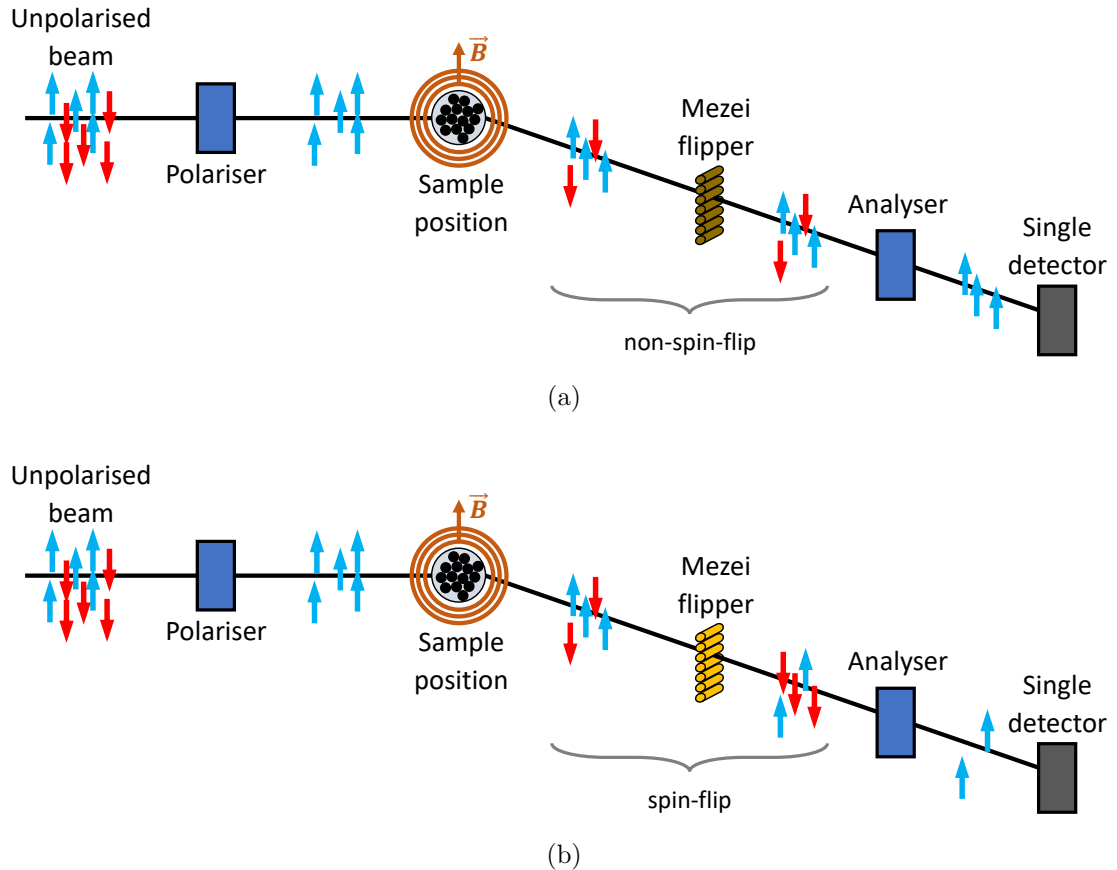 Unpolarised
beam
Polariser
B
Sample
position
Mezei
flipper
Analyser
Single
detector
non-spin-flip
(a)
Unpolarised
beam
Polariser
B
Sample
position
Mezei
flipper
Analyser
Single
detector
spin-flip
(b)